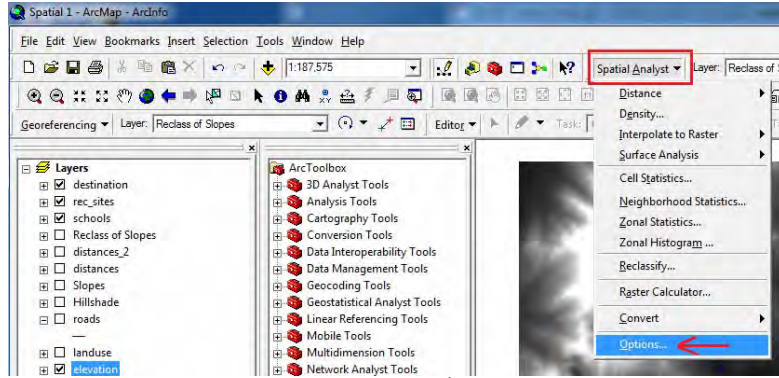 Spatial 1 - ArcMap - ArcInfo
File Edit View Bookmarks Insert Selection Tools Window Help
1:187,575
Spatial Analyst
Layer: Reclass of
Georeferencing Layer: Reclass of Slopes
Editor
Task:
Layers
destination
rec_sites
schools
Reclass of Slopes
distances_2
distances
Slopes
Hillshade
roads
landuse
elevation
ArcToolbox
3D Analyst Tools
Analysis Tools
Cartography Tools
Conversion Tools
Data Interoperability Tools
Data Management Tools
Geocoding Tools
Geostatistical Analyst Tools
Linear Referencing Tools
Mobile Tools
Multidimension Tools
Network Analyst Tools
Distance
Density...
Interpolate to Raster
Surface Analysis
Cell Statistics...
Neighborhood Statistics...
Zonal Statistics...
Zonal Histogram ...
Reclassify...
Raster Calculator...
Convert
Options...